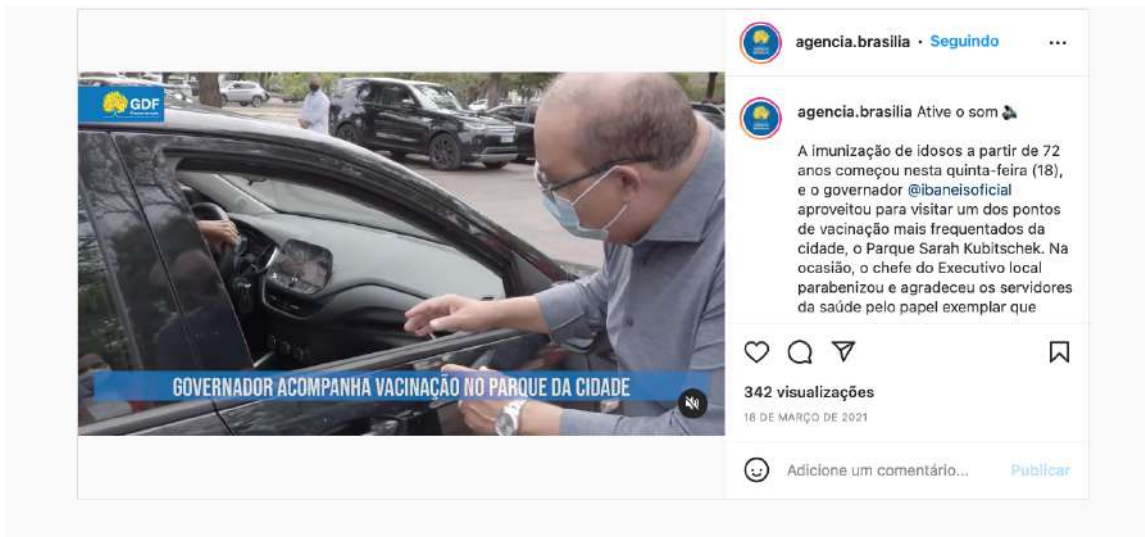 agencia.brasilia • Seguindo
GDF
agencia.brasilia Ative o som 🔊
A imunização de idosos a partir de 72
anos começou nesta quinta-feira (18),
e o governador @ibaneisoficial
aproveitou para visitar um dos pontos
de vacinação mais frequentados da
cidade, o Parque Sarah Kubitschek. Na
ocasião, o chefe do Executivo local
parabenizou e agradeceu os servidores
da saúde pelo papel exemplar que
GOVERNADOR ACOMPANHA VACINAÇÃO NO PARQUE DA CIDADE
342 visualizações
18 DE MARÇO DE 2021
Adicione um comentário...
Publicar